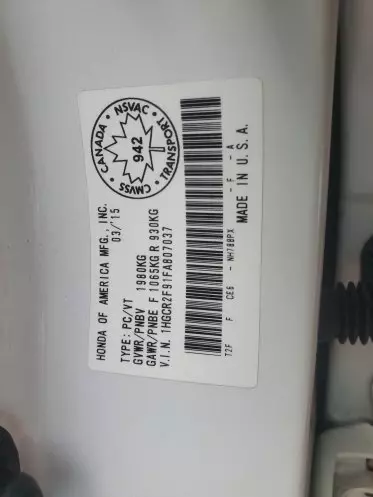 HONDA OF AMERICA MFG., INC.
03/'15
TYPE: PC/VT
GVWR/PNBV 1980KG
GAWR/PNBE F 1065KG R 930KG
V.I.N. 1HGCR2F91FA807037
CANADA • NSVAC • TRANSPORT • CMVSS •
942
T2F F CE6 - NH788PX - F - A
MADE IN U.S.A.